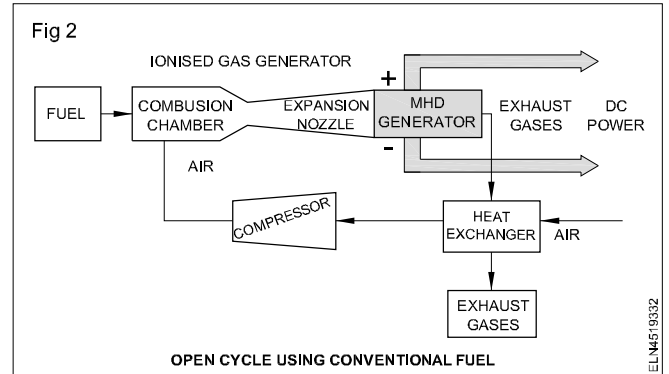 Fig 2
IONISED GAS GENERATOR
FUEL
COMBUSION
CHAMBER
EXPANSION
NOZZLE
+
MHD
GENERATOR
-
EXHAUST
GASES
DC
POWER
AIR
COMPRESSOR
HEAT
EXCHANGER
AIR
EXHAUST
GASES
OPEN CYCLE USING CONVENTIONAL FUEL
ELN4519332